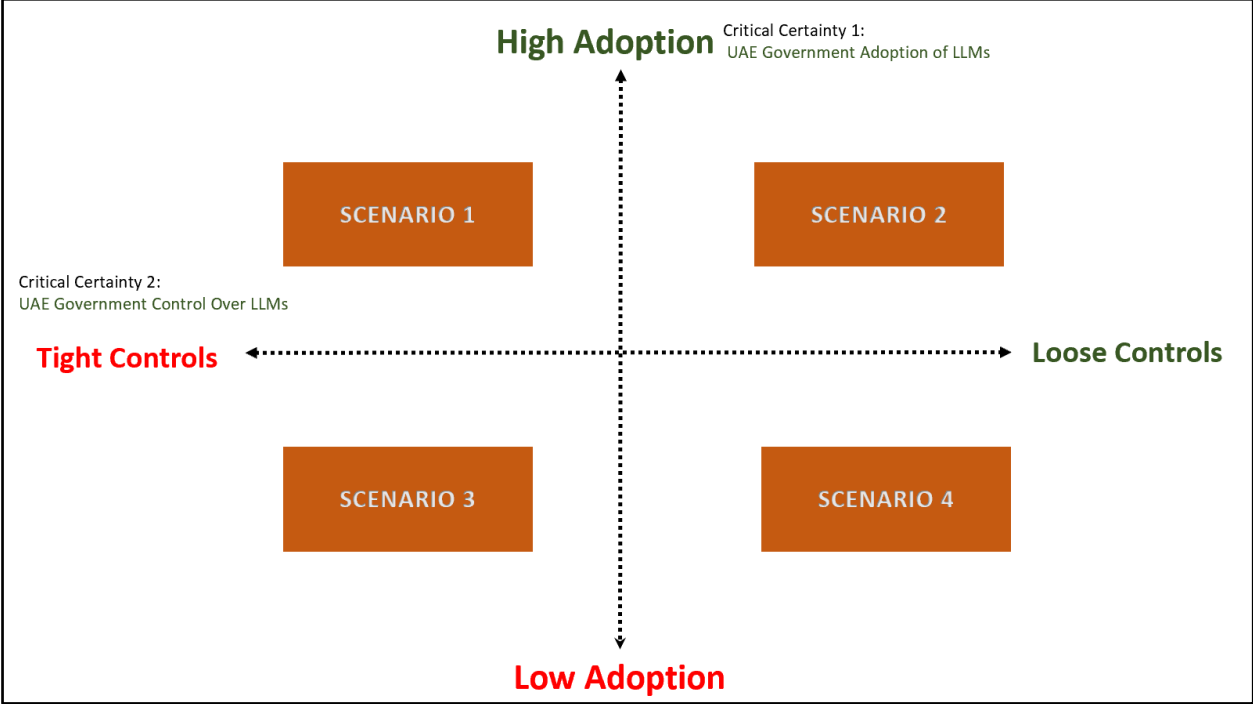 High Adoption
Critical Certainty 1:
UAE Government Adoption of LLMs
SCENARIO 1
SCENARIO 2
Critical Certainty 2:
UAE Government Control Over LLMs
Tight Controls
Loose Controls
SCENARIO 3
SCENARIO 4
Low Adoption